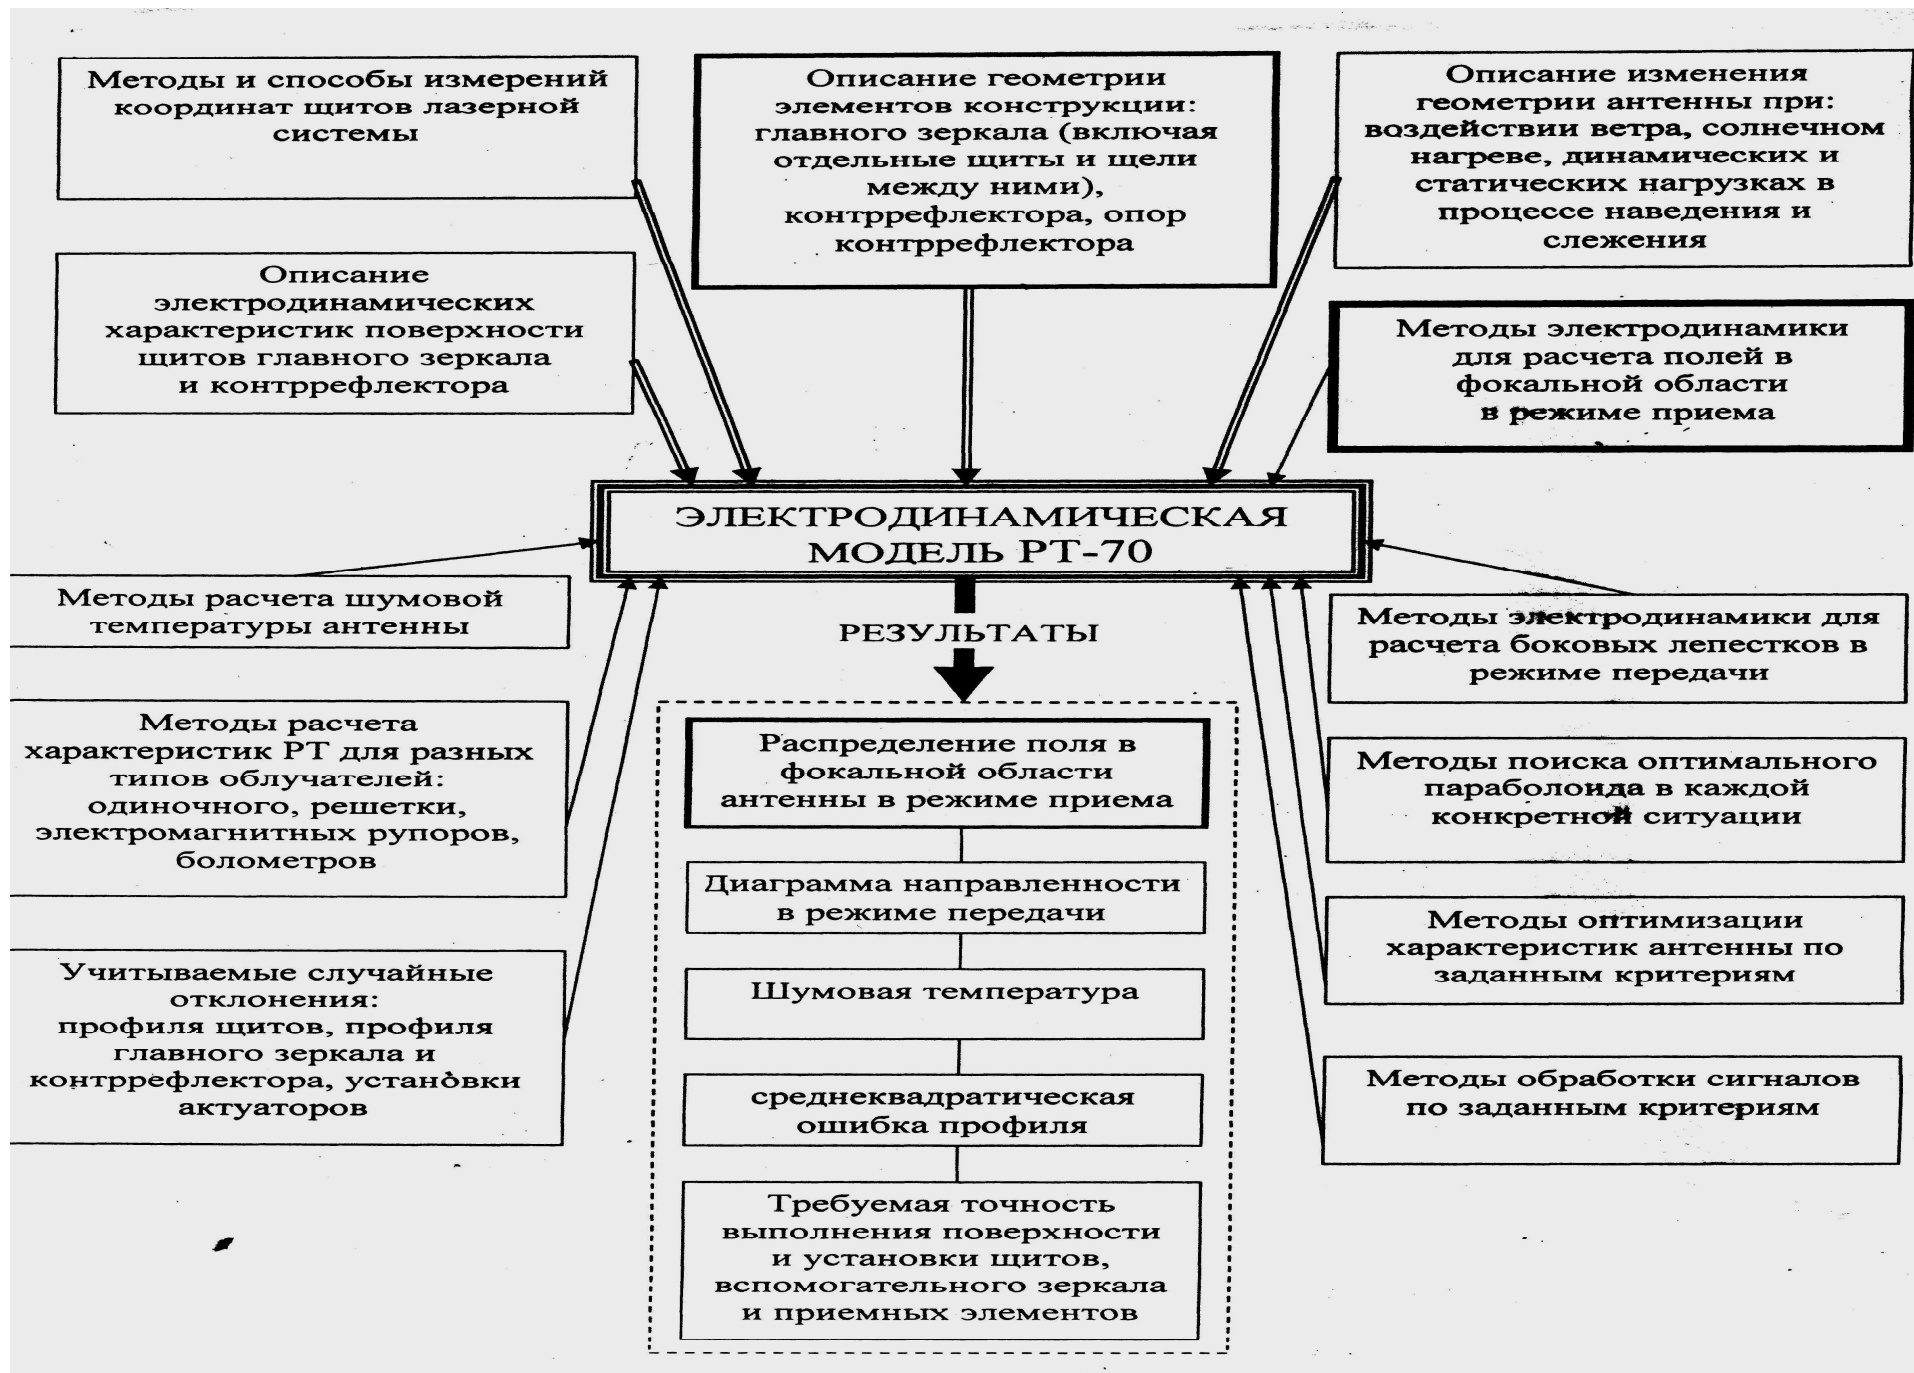 Методы и способы измерений
координат щитов лазерной
системы
Описание геометрии
элементов конструкции:
главного зеркала (включая
отдельные щиты и щели
между ними),
контррефлектора, опор
контррефлектора
Описание изменения
геометрии антенны при:
воздействии ветра, солнечном
нагреве, динамических и
статических нагрузках в
процессе наведения и
слежения
Описание
электродинамических
характеристик поверхности
щитов главного зеркала
и контррефлектора
Методы электродинамики
для расчета полей в
фокальной области
в режиме приема
ЭЛЕКТРОДИНАМИЧЕСКАЯ
МОДЕЛЬ РТ-70
Методы расчета шумовой
температуры антенны
Методы расчета
характеристик РТ для разных
типов облучателей:
одиночного, решетки,
электромагнитных рупоров,
болометров
Учитываемые случайные
отклонения:
профиля щитов, профиля
главного зеркала и
контррефлектора, установки
актуаторов
РЕЗУЛЬТАТЫ
Распределение поля в
фокальной области
антенны в режиме приема
Диаграмма направленности
в режиме передачи
Шумовая температура
среднеквадратическая
ошибка профиля
Требуемая точность
выполнения поверхности
и установки щитов,
вспомогательного зеркала
и приемных элементов
Методы электродинамики для
расчета боковых лепестков в
режиме передачи
Методы поиска оптимального
параболоида в каждой
конкретной ситуации
Методы оптимизации
характеристик антенны по
заданным критериям
Методы обработки сигналов
по заданным критериям